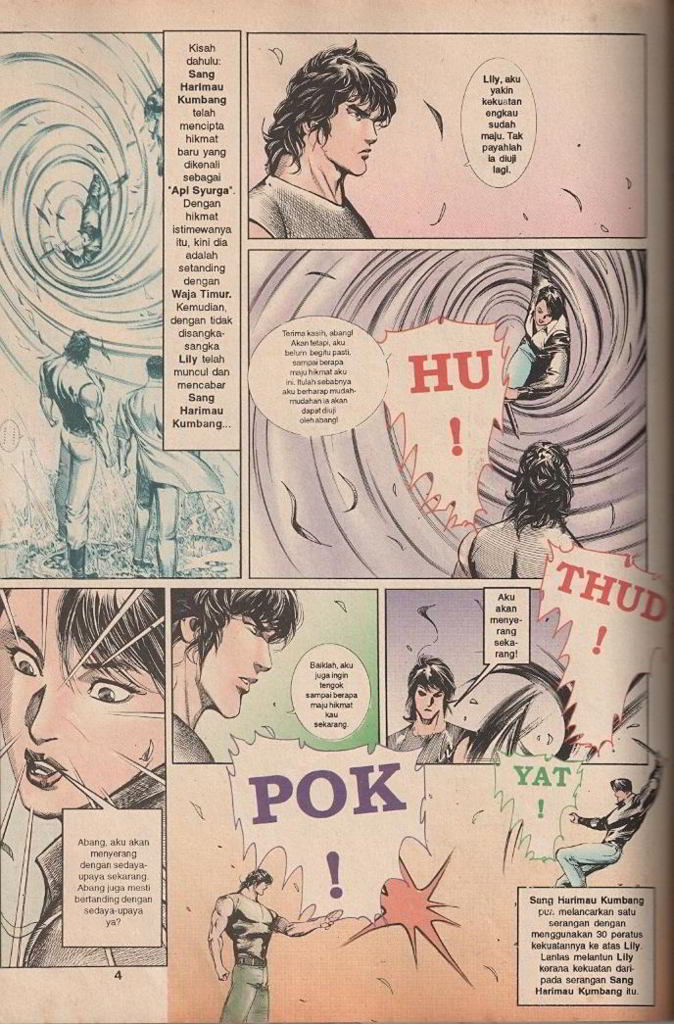 Kisah
dahulu:
Sang
Harimau
Kumbang
telah
mencipta
hikmat
baru yang
dikenali
sebagai
"Api Syurga".
Dengan
hikmat
istimewanya
itu, kini dia
adalah
setanding
dengan
Waja Timur.
Kemudian,
dengan tidak
disangka-
sangka
Lily telah
muncul dan
mencabar
Sang
Harimau
Kumbang...
Lily, aku
yakin
kekuatan
engkau
sudah
maju. Tak
payahlah
ia diuji
lagi.
Terima kasih, abang!
Akan tetapi, aku
belum begitu pasti,
sampai berapa
maju hikmat aku
ini. Itulah sebabnya
aku berharap mudah-
mudahan ia akan
dapat diuji
oleh abang!
HU
!
THUD
!
Abang, aku akan
menyerang
dengan sedaya-
upaya sekarang.
Abang juga mesti
bertanding dengan
sedaya-upaya
ya?
Baiklah, aku
juga ingin
tengok
sampai berapa
maju hikmat
kau
sekarang.
Aku
akan
menye-
rang
seka-
rang!
POK
!
YAT
!
Sang Harimau Kumbang
pun melancarkan satu
serangan dengan
menggunakan 30 peratus
kekuatannya ke atas Lily.
Lantas melantun Lily
kerana kekuatan dari-
pada serangan Sang
Harimau Kumbang itu.
4